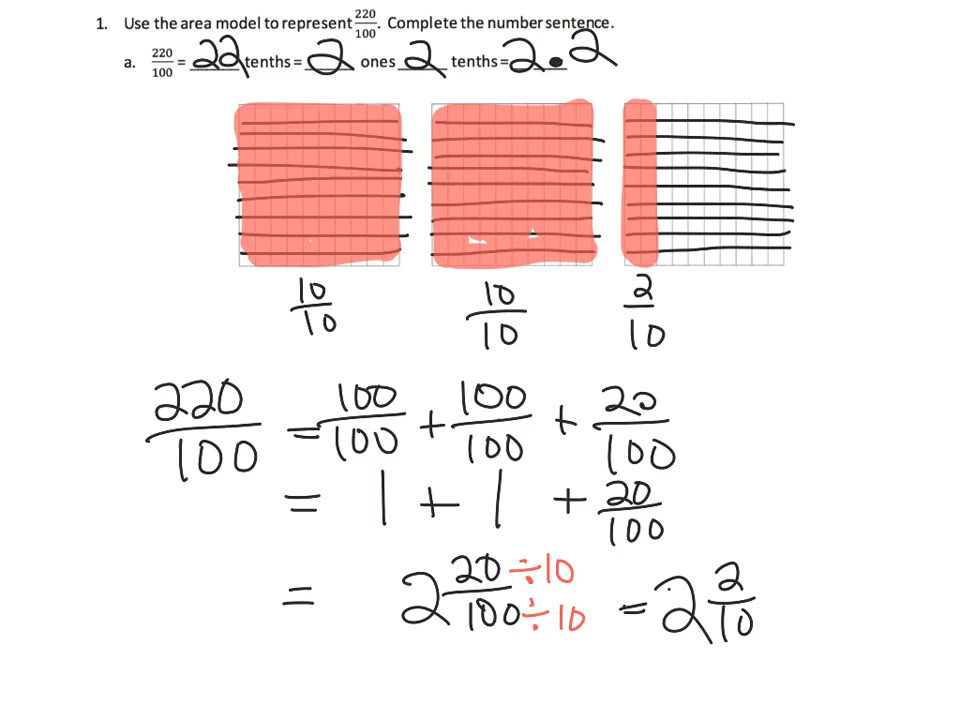 1. Use the area model to represent 220/100. Complete the number sentence.
a. 220/100 = 22 tenths = 2 ones 2 tenths = 2.2
10/10 10/10 2/10
220/100 = 100/100 + 100/100 + 20/100
= 1 + 1 + 20/100
= 2 20÷10/100÷10 = 2 2/10